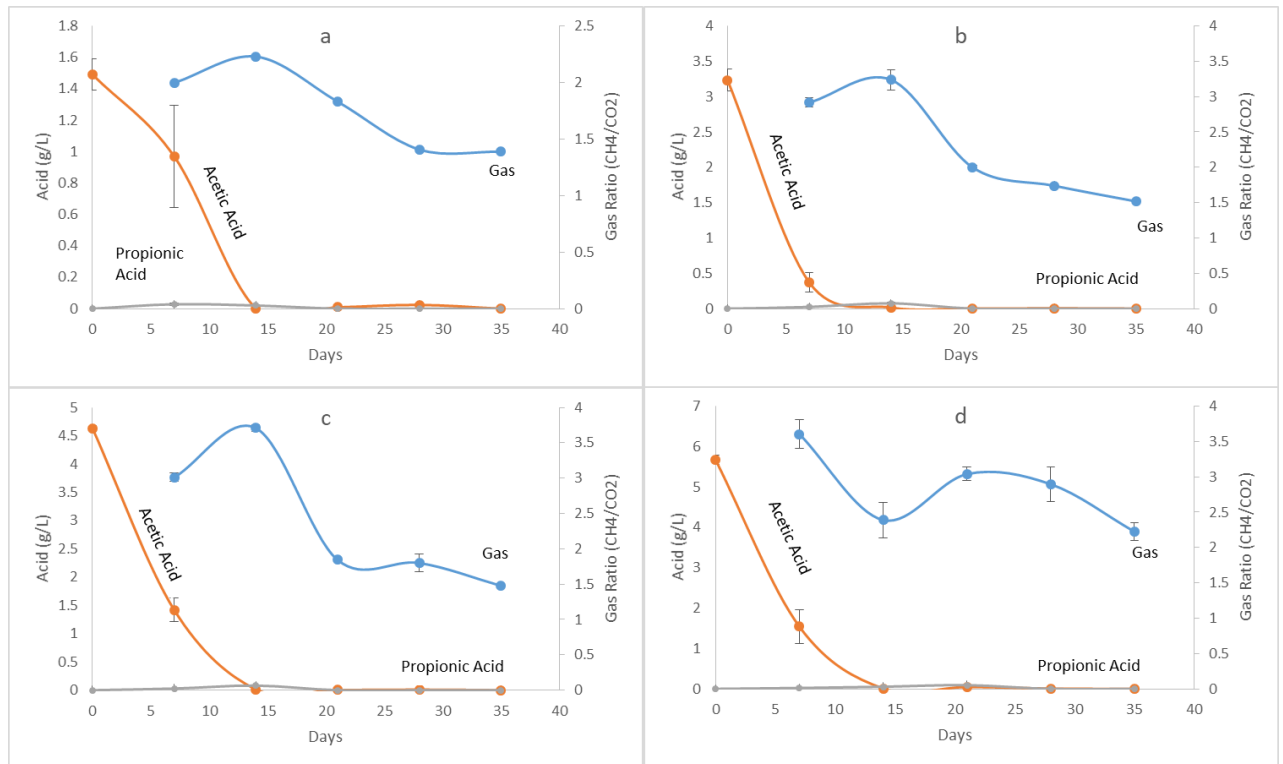 a
1.8
1.6
1.4
1.2
1
0.8
0.6
0.4
0.2
0
Acid (g/L)
2.5
2
1.5
1
0.5
0
Gas Ratio (CH4/CO2)
Acetic Acid
Gas
Propionic
Acid
0 5 10 15 20 25 30 35 40
Days
b
4
3.5
3
2.5
2
1.5
1
0.5
0
Acid (g/L)
4
3.5
3
2.5
2
1.5
1
0.5
0
Gas Ratio (CH4/CO2)
Acetic Acid
Gas
Propionic Acid
0 5 10 15 20 25 30 35 40
Days
c
5
4.5
4
3.5
3
2.5
2
1.5
1
0.5
0
Acid (g/L)
4
3.5
3
2.5
2
1.5
1
0.5
0
Gas Ratio (CH4/CO2)
Acetic Acid
Gas
Propionic Acid
0 5 10 15 20 25 30 35 40
Days
d
7
6
5
4
3
2
1
0
Acid (g/L)
4
3.5
3
2.5
2
1.5
1
0.5
0
Gas Ratio (CH4/CO2)
Acetic Acid
Gas
Propionic Acid
0 5 10 15 20 25 30 35 40
Days